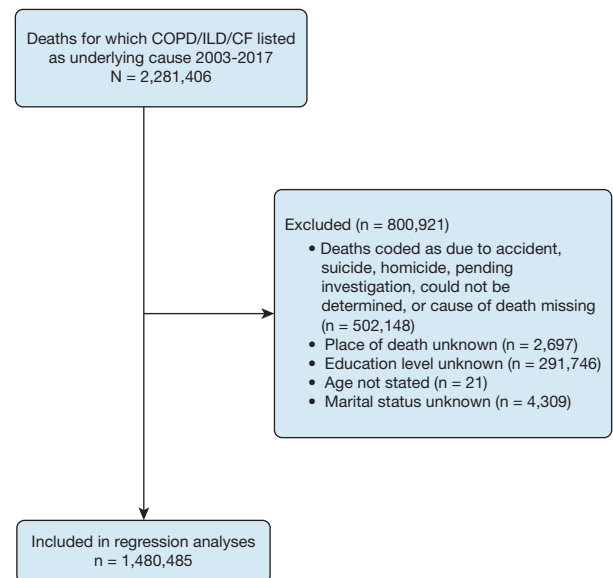 Deaths for which COPD/ILD/CF listed
as underlying cause 2003-2017
N = 2,281,406
Excluded (n = 800,921)
• Deaths coded as due to accident,
suicide, homicide, pending
investigation, could not be
determined, or cause of death missing
(n = 502,148)
• Place of death unknown (n = 2,697)
• Education level unknown (n = 291,746)
• Age not stated (n = 21)
• Marital status unknown (n = 4,309)
Included in regression analyses
n = 1,480,485